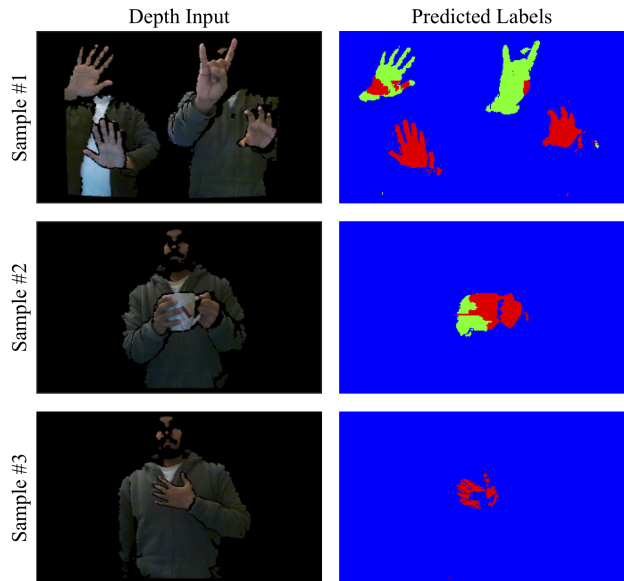 Depth Input
Predicted Labels
Sample #1
Sample #2
Sample #3